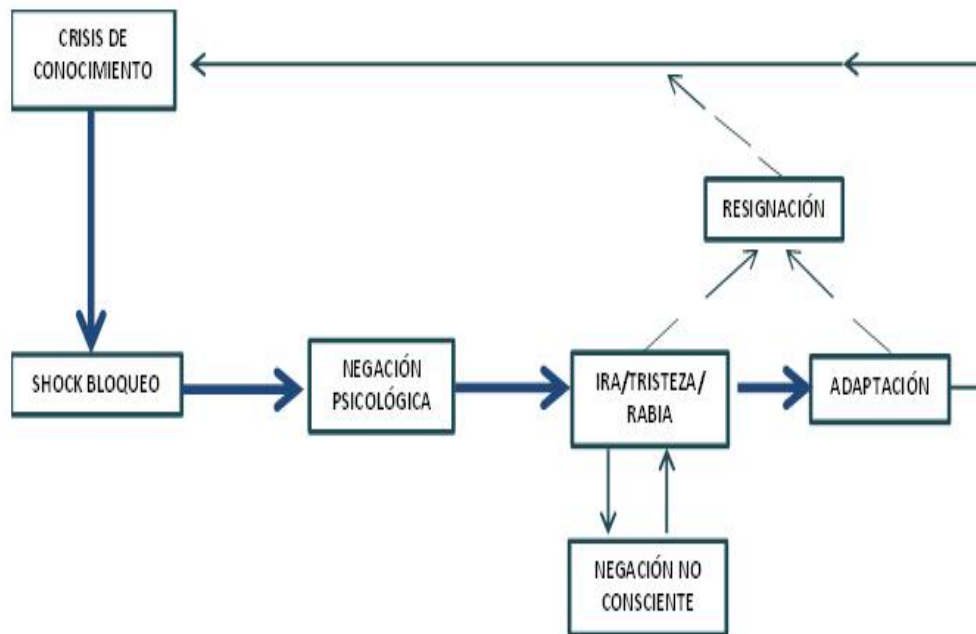 CRISIS DE
CONOCIMIENTO
RESIGNACIÓN
SHOCK BLOQUEO
NEGACIÓN
PSICOLÓGICA
IRA/TRISTEZA/
RABIA
ADAPTACIÓN
NEGACIÓN NO
CONSCIENTE